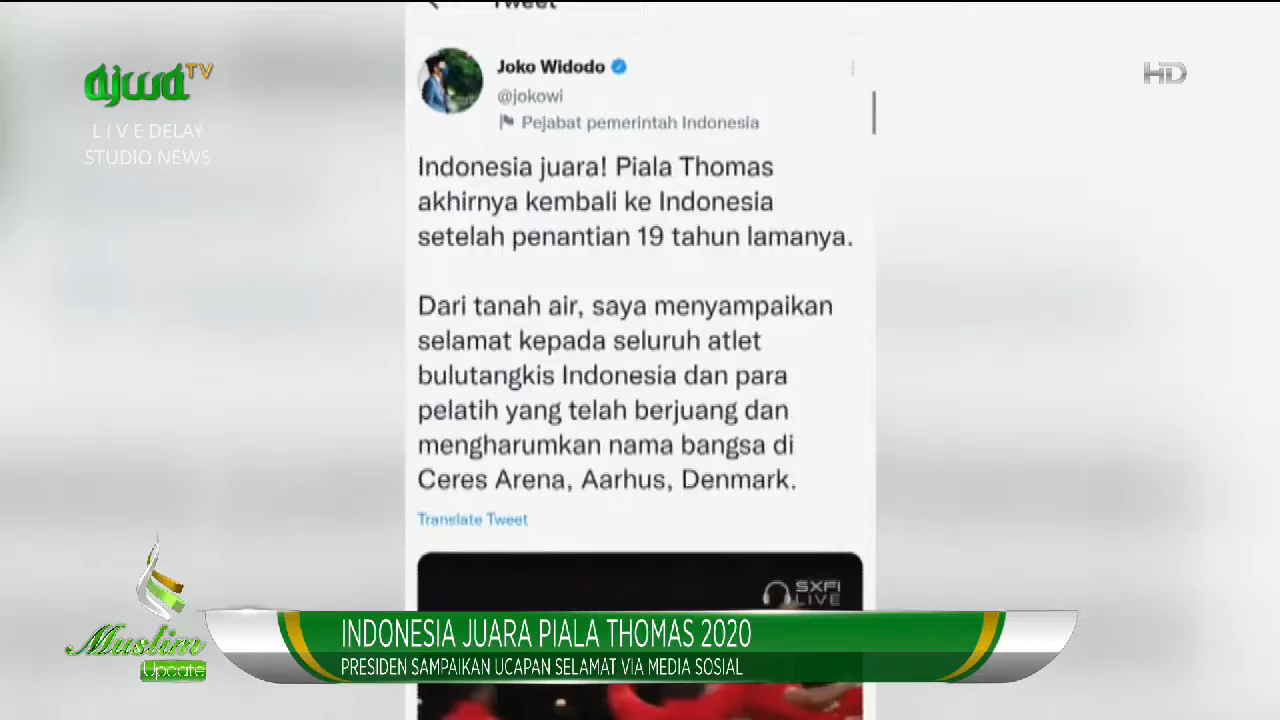 Tweet
ajwa TV
LIVE DELAY
STUDIO NEWS
HD
Joko Widodo
@jokowi
Pejabat pemerintah Indonesia
Indonesia juara! Piala Thomas
akhirnya kembali ke Indonesia
setelah penantian 19 tahun lamanya.
Dari tanah air, saya menyampaikan
selamat kepada seluruh atlet
bulutangkis Indonesia dan para
pelatih yang telah berjuang dan
mengharumkan nama bangsa di
Ceres Arena, Aarhus, Denmark.
Translate Tweet
SXFI
LIVE
Muslim
Update
INDONESIA JUARA PIALA THOMAS 2020
PRESIDEN SAMPAIKAN UCAPAN SELAMAT VIA MEDIA SOSIAL